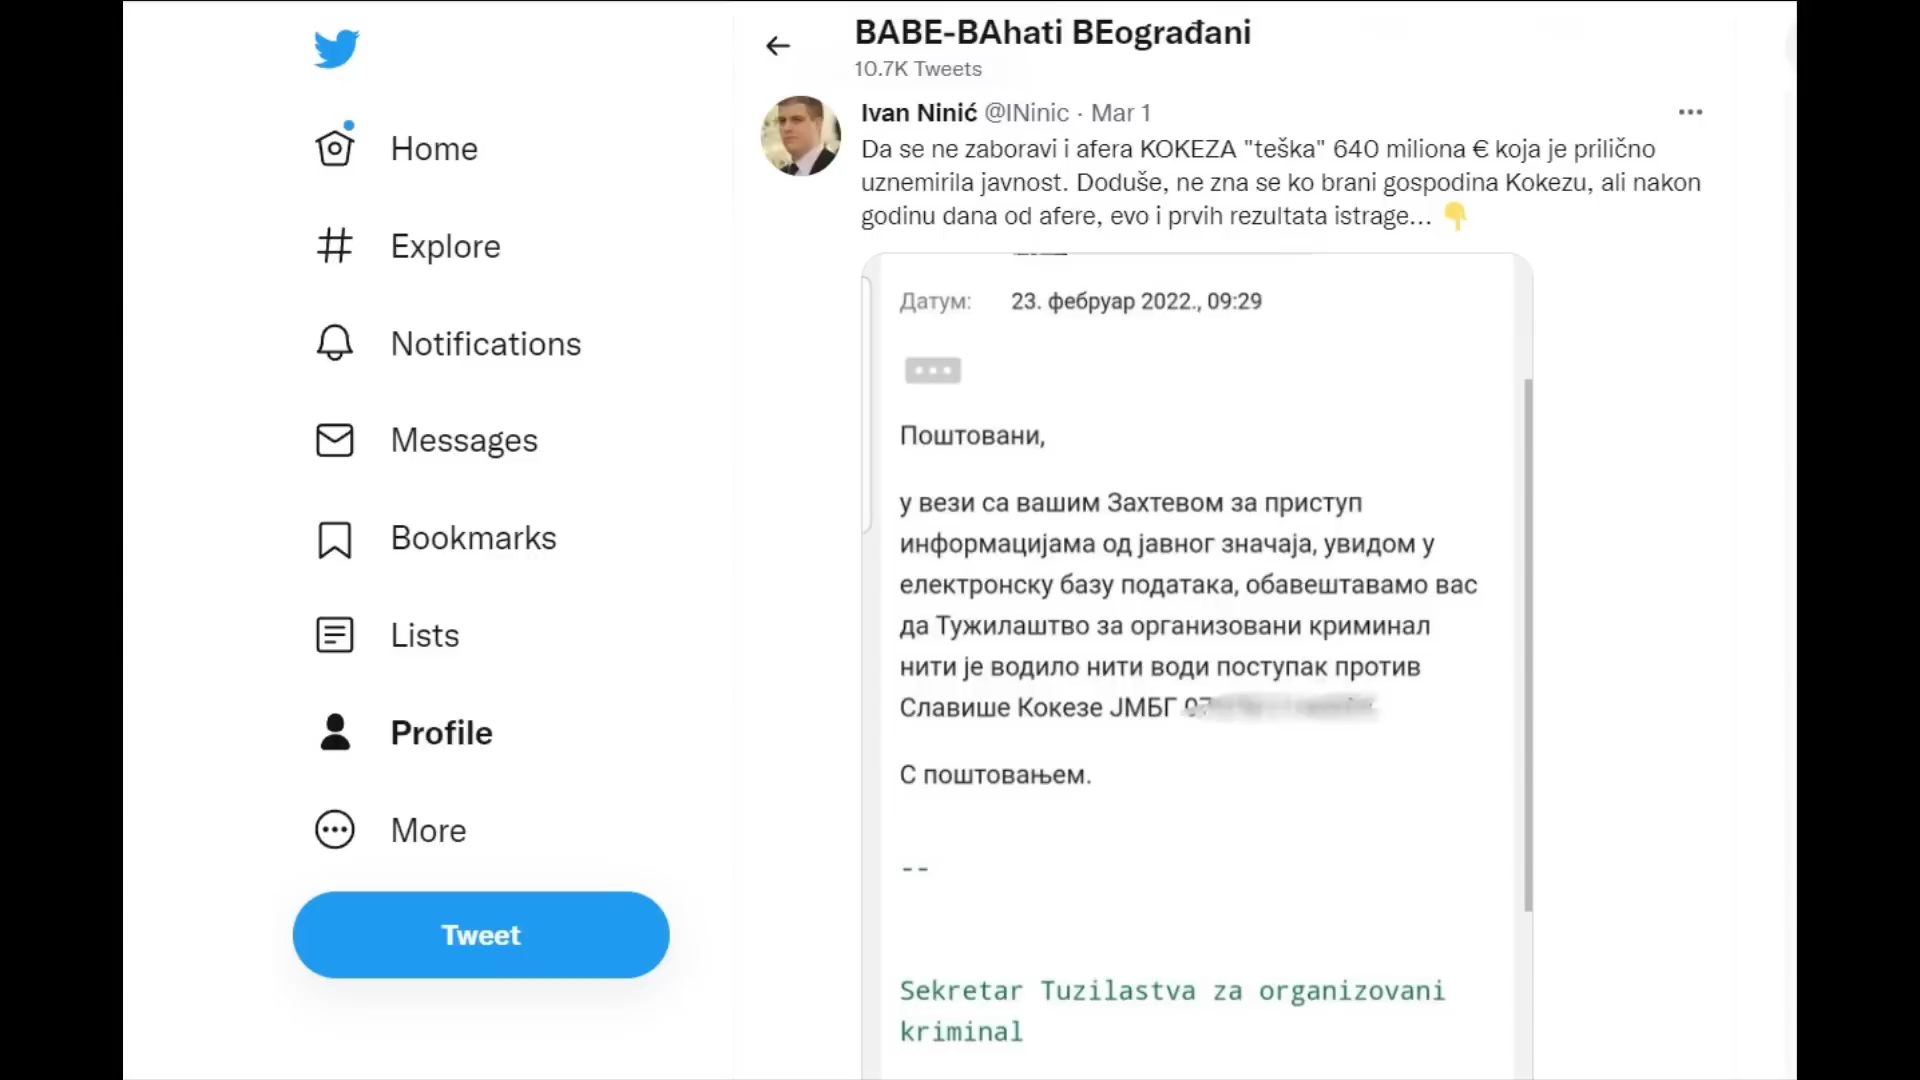 BABE-BAhati BEograđani
10.7K Tweets
Home
Explore
Notifications
Messages
Bookmarks
Lists
Profile
More
Tweet
Ivan Ninić @INinic · Mar 1
Da se ne zaboravi i afera KOKEZA "teška" 640 miliona € koja je prilično
uznemirila javnost. Doduše, ne zna se ko brani gospodina Kokezu, ali nakon
godinu dana od afere, evo i prvih rezultata istrage... 👇
Датум: 23. фебруар 2022., 09:29
Поштовани,
у вези са вашим Захтевом за приступ
информацијама од јавног значаја, увидом у
електронску базу података, обавештавамо вас
да Тужилаштво за организовани криминал
нити је водило нити води поступак против
Славише Кокезе ЈМБГ
С поштовањем.
--
Sekretar Tuzilastva za organizovani
kriminal